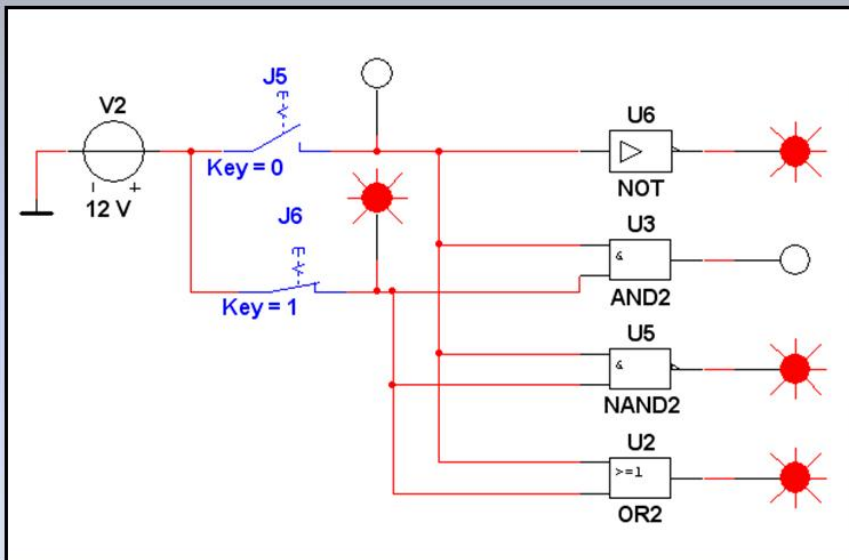 V2
12 V
J5
Key = 0
J6
Key = 1
U6
NOT
U3
&
AND2
U5
&
NAND2
U2
>=1
OR2